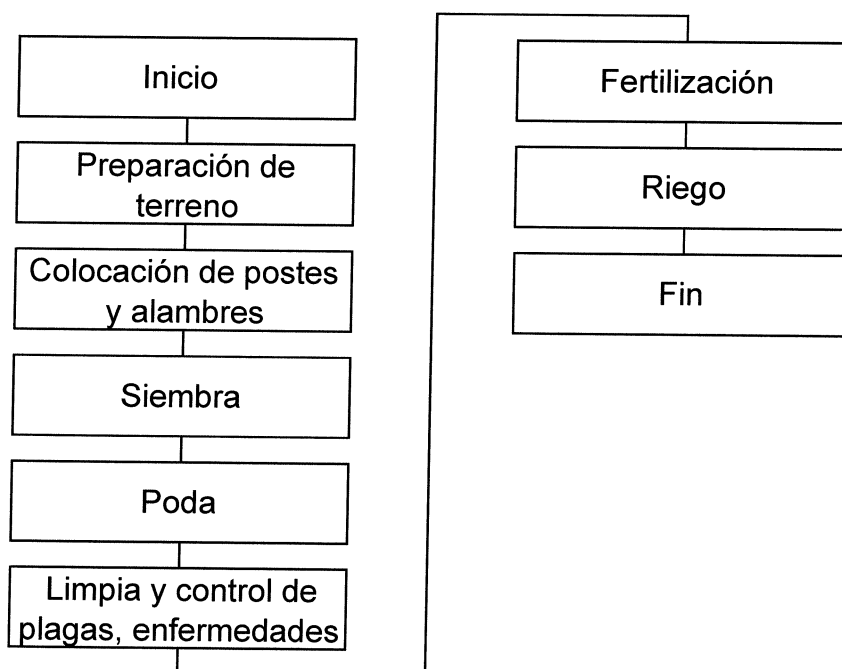 Inicio
Preparación de
terreno
Colocación de postes
y alambres
Siembra
Poda
Limpia y control de
plagas, enfermedades
Fertilización
Riego
Fin